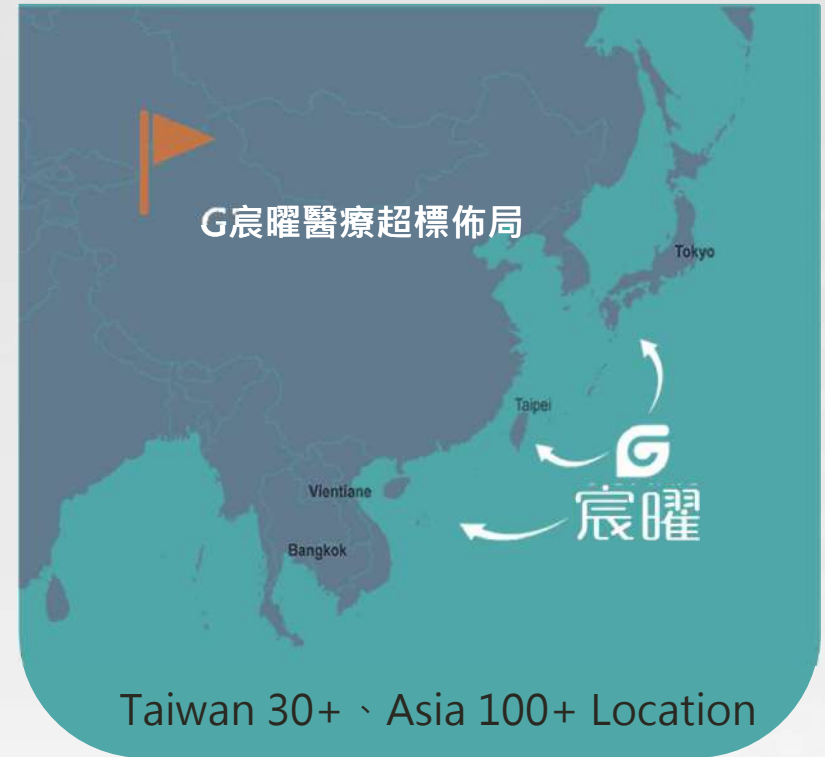 G宸曜醫療超標佈局
Tokyo
Taipei
G
宸曜
Vientiane
Bangkok
Taiwan 30+、Asia 100+ Location